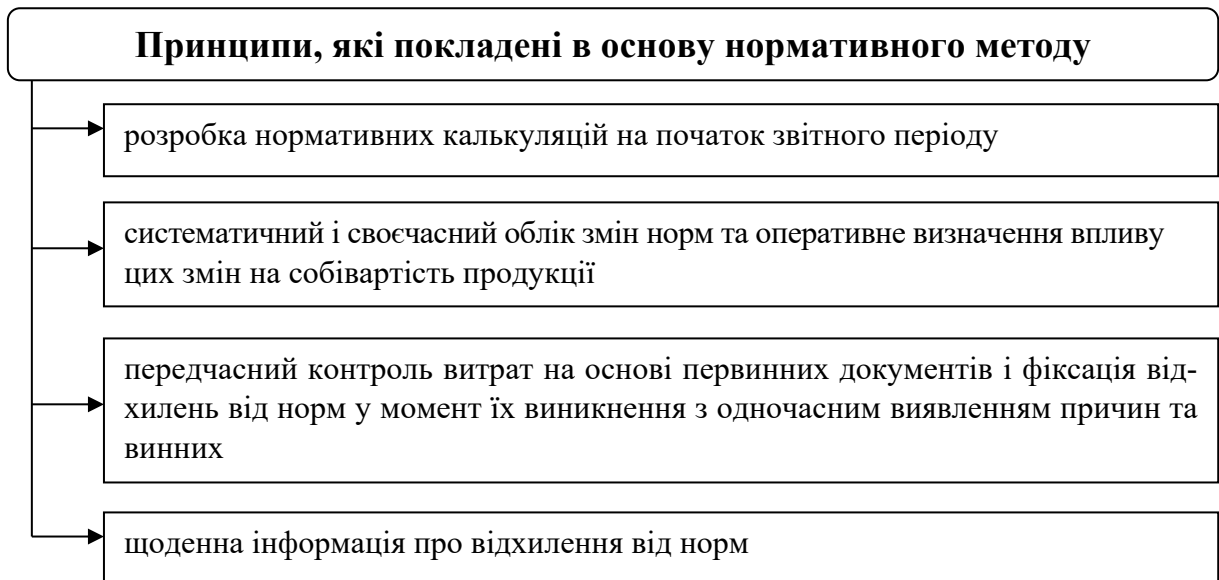 Принципи, які покладені в основу нормативного методу
розробка нормативних калькуляцій на початок звітного періоду
систематичний і своєчасний облік змін норм та оперативне визначення впливу
цих змін на собівартість продукції
передчасний контроль витрат на основі первинних документів і фіксація від-
хилень від норм у момент їх виникнення з одночасним виявленням причин та
винних
щоденна інформація про відхилення від норм